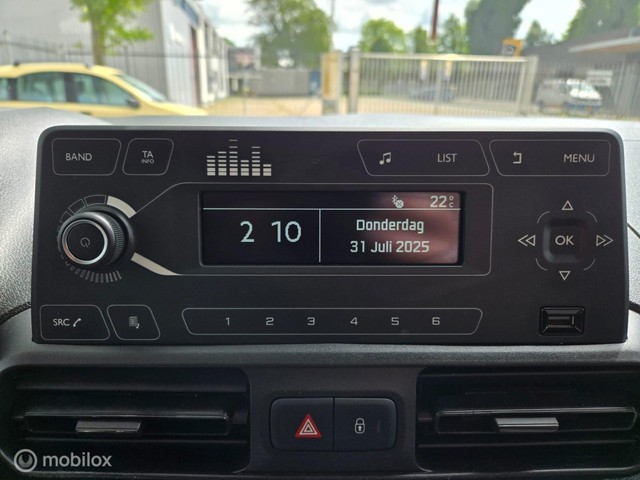 BAND
TA
INFO
LIST
MENU
22°C
2 10
Donderdag
31 Juli 2025
SRC
1 2 3 4 5 6
OK
mobilox